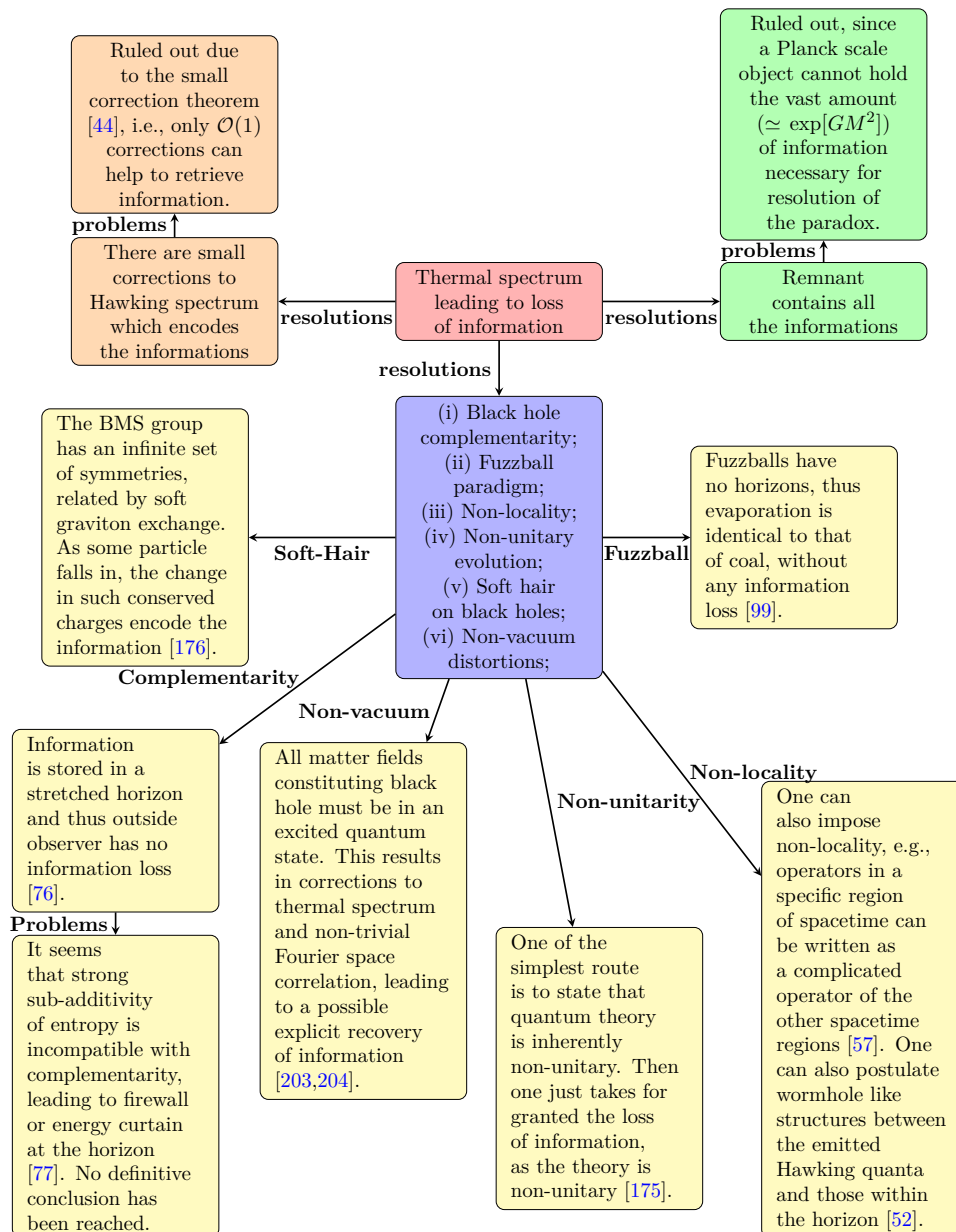 Ruled out due
to the small
correction theorem
[44], i.e., only 𝒪(1)
corrections can
help to retrieve
information.
Ruled out, since
a Planck scale
object cannot hold
the vast amount
(≃ exp[GM²])
of information
necessary for
resolution of
the paradox.
problems
problems
There are small
corrections to
Hawking spectrum
which encodes
the informations
resolutions
Thermal spectrum
leading to loss
of information
resolutions
Remnant
contains all
the informations
resolutions
The BMS group
has an infinite set
of symmetries,
related by soft
graviton exchange.
As some particle
falls in, the change
in such conserved
charges encode the
information [176].
Soft-Hair
(i) Black hole
complementarity;
(ii) Fuzzball
paradigm;
(iii) Non-locality;
(iv) Non-unitary
evolution;
(v) Soft hair
on black holes;
(vi) Non-vacuum
distortions;
Fuzzball
Fuzzballs have
no horizons, thus
evaporation is
identical to that
of coal, without
any information
loss [99].
Complementarity
Non-vacuum
Non-unitarity
Non-locality
Information
is stored in a
stretched horizon
and thus outside
observer has no
information loss
[76].
Problems
It seems
that strong
sub-additivity
of entropy is
incompatible with
complementarity,
leading to firewall
or energy curtain
at the horizon
[77]. No definitive
conclusion has
been reached.
All matter fields
constituting black
hole must be in an
excited quantum
state. This results
in corrections to
thermal spectrum
and non-trivial
Fourier space
correlation, leading
to a possible
explicit recovery
of information
[203,204].
One of the
simplest route
is to state that
quantum theory
is inherently
non-unitary. Then
one just takes for
granted the loss
of information,
as the theory is
non-unitary [175].
One can
also impose
non-locality, e.g.,
operators in a
specific region
of spacetime can
be written as
a complicated
operator of the
other spacetime
regions [57]. One
can also postulate
wormhole like
structures between
the emitted
Hawking quanta
and those within
the horizon [52].